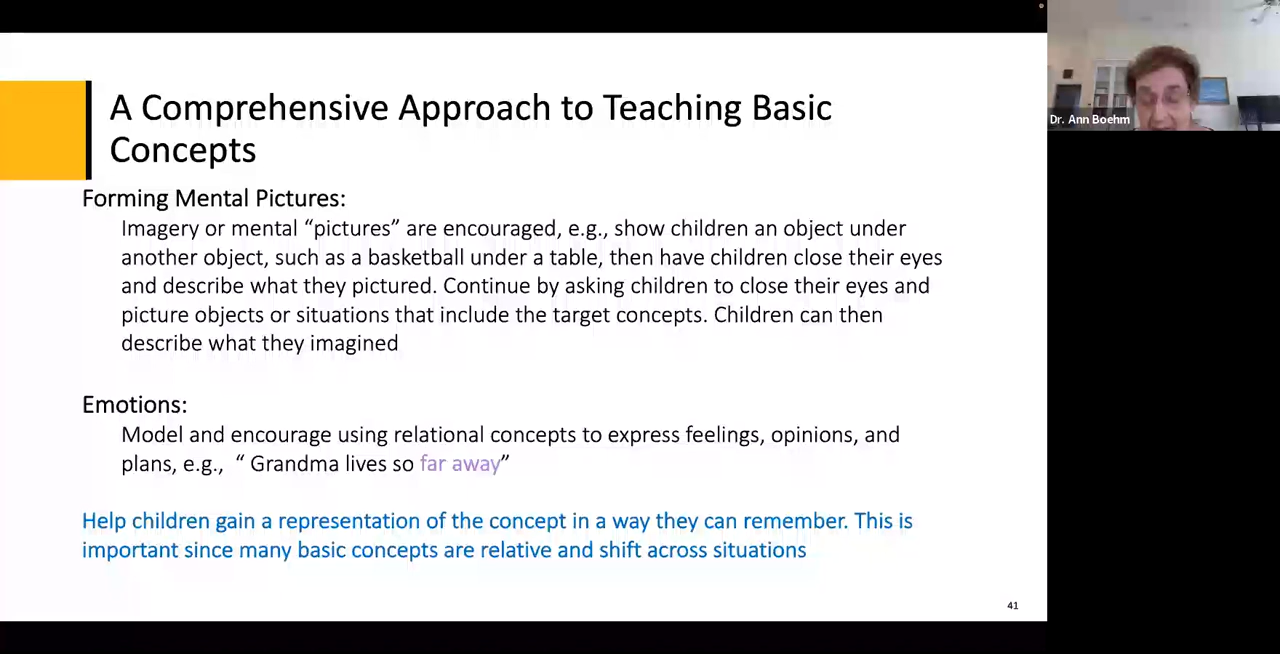 A Comprehensive Approach to Teaching Basic
Concepts
Forming Mental Pictures:
Imagery or mental “pictures” are encouraged, e.g., show children an object under
another object, such as a basketball under a table, then have children close their eyes
and describe what they pictured. Continue by asking children to close their eyes and
picture objects or situations that include the target concepts. Children can then
describe what they imagined
Emotions:
Model and encourage using relational concepts to express feelings, opinions, and
plans, e.g., “ Grandma lives so far away”
Help children gain a representation of the concept in a way they can remember. This is
important since many basic concepts are relative and shift across situations
41
Dr. Ann Boehm